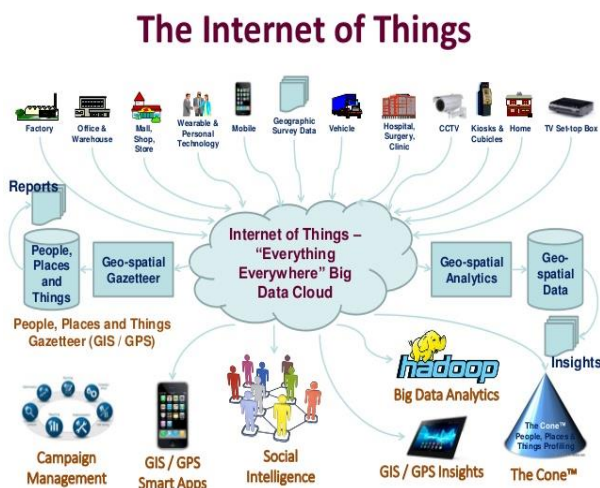 The Internet of Things
Factory
Office &
Warehouse
Mall,
Shop,
Store
Wearable &
Personal
Technology
Mobile
Geographic
Survey Data
Vehicle
Hospital,
Surgery,
Clinic
CCTV
Kiosks &
Cubicles
Home
TV Set-top Box
Reports
People,
Places
and
Things
Geo-spatial
Gazetteer
Internet of Things –
“Everything
Everywhere” Big
Data Cloud
Geo-spatial
Analytics
Geo-
spatial
Data
People, Places and Things
Gazetteer (GIS / GPS)
Insights
hadoop
Big Data Analytics
Campaign
Management
GIS / GPS
Smart Apps
Social
Intelligence
GIS / GPS Insights
The Cone™
People, Places &
Things Profiling
The Cone™